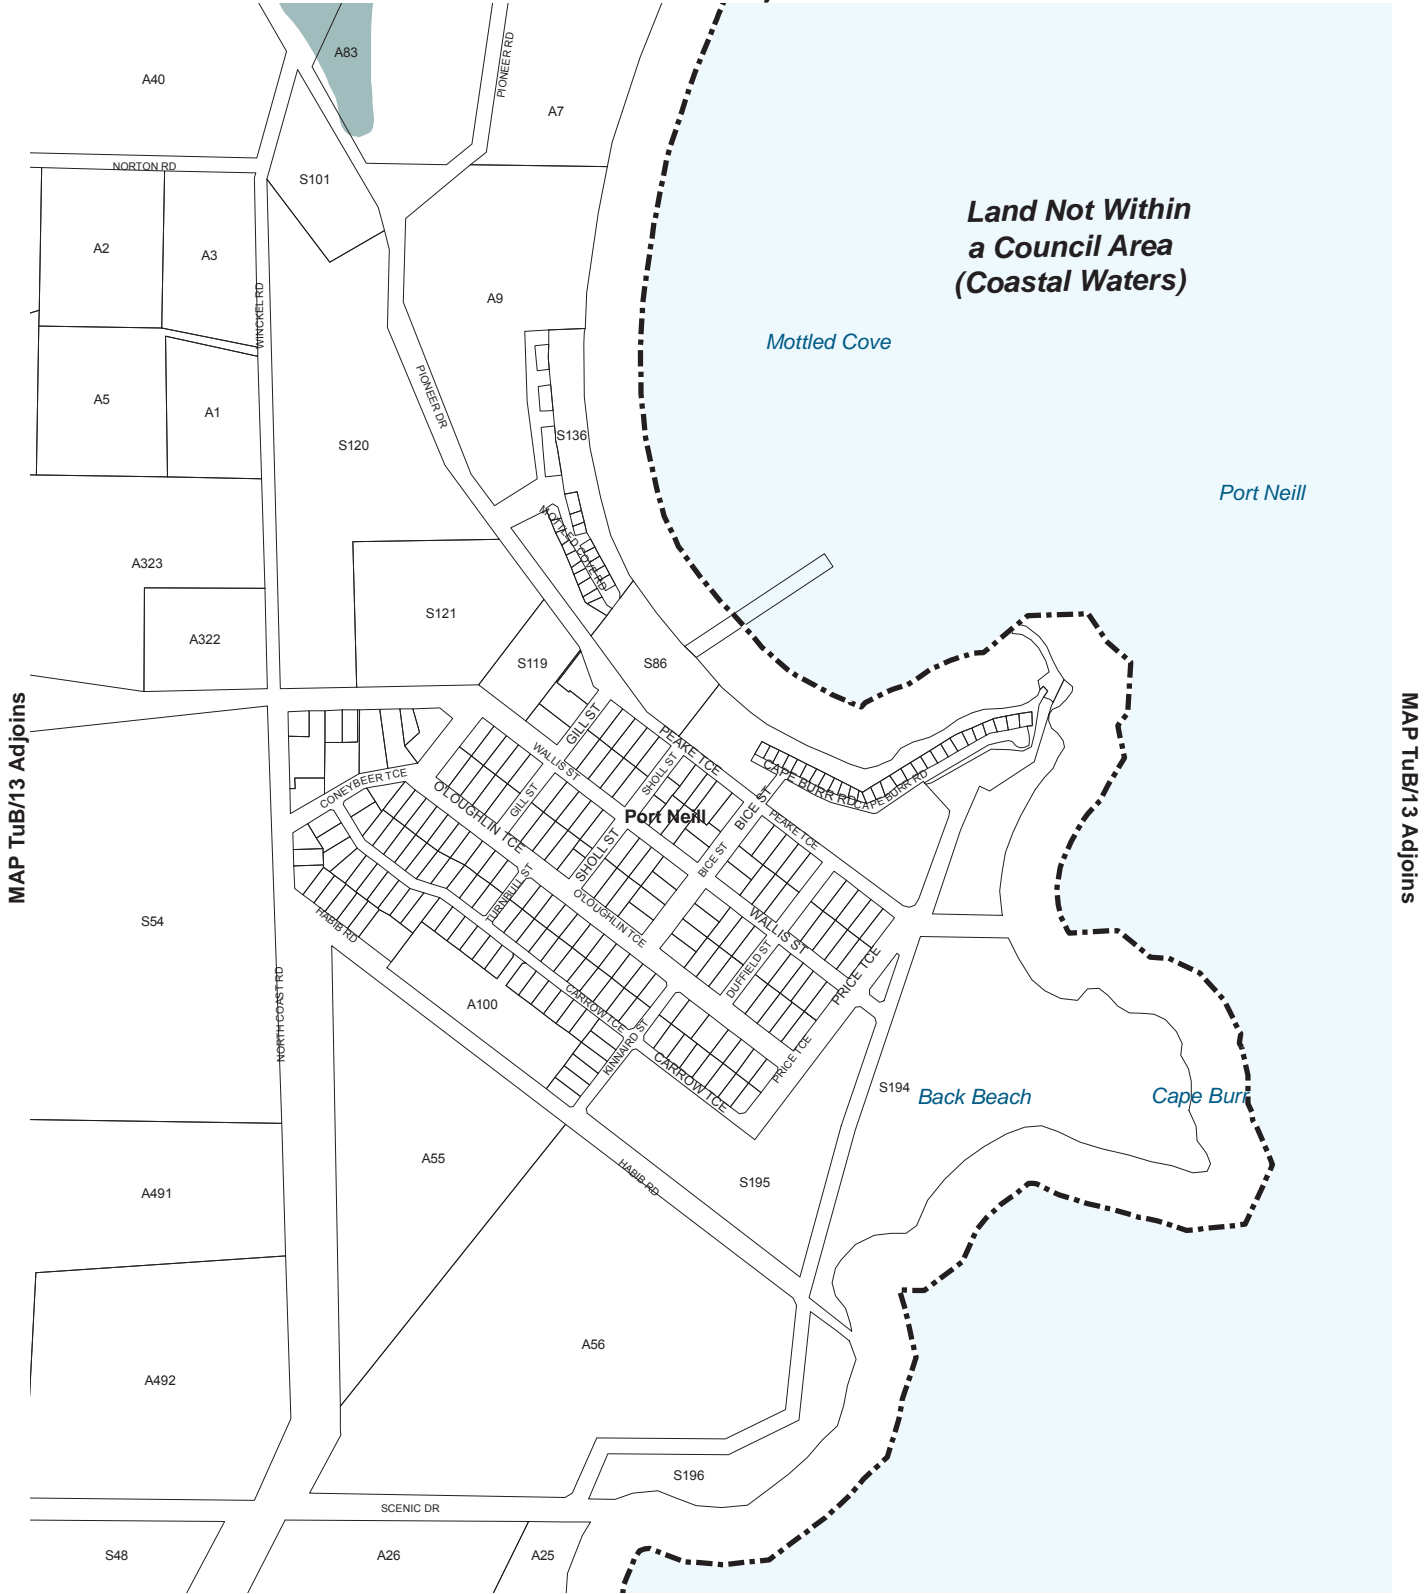 A83
A40
PIONEER RD
A7
NORTON RD
S101
Land Not Within
a Council Area
(Coastal Waters)
A2
A3
A9
WINCKEL RD
Mottled Cove
PIONEER DR
A5
A1
S136
S120
Port Neill
MOTTLED COVE RD
A323
S121
A322
S119
S86
MAP TuB/13 Adjoins
MAP TuB/13 Adjoins
GILL ST
PEAKE TCE
WALLIS ST
SHOLL ST
CAPE BURR RD
CAPE BURR RD
CONEYBEER TCE
O'LOUGHLIN TCE
GILL ST
Port Neill
BICE ST
PEAKE TCE
SHOLL ST
BICE ST
TURNBULL ST
O'LOUGHLIN TCE
S54
HABIB RD
WALLIS ST
DUFFIELD ST
PRICE TCE
NORTH COAST RD
A100
CARROW TCE
KINNAIRD ST
PRICE TCE
CARROW TCE
S194
Back Beach
Cape Burr
A55
HABIB RD
S195
A491
A56
A492
S196
SCENIC DR
S48
A26
A25